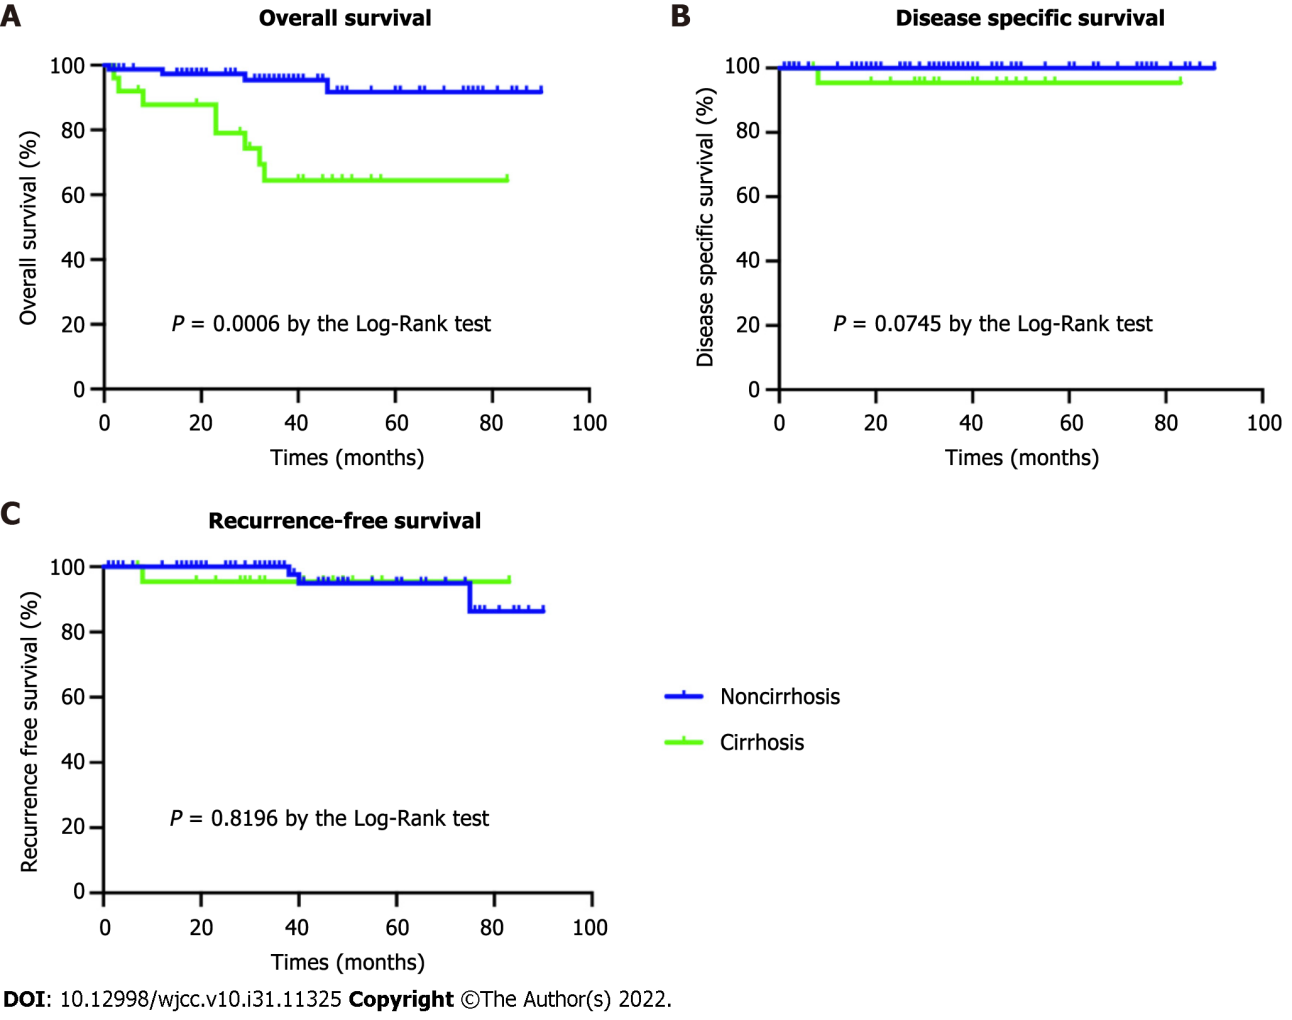 A
Overall survival
Overall survival (%)
100
80
60
40
20
0
P = 0.0006 by the Log-Rank test
0 20 40 60 80 100
Times (months)
B
Disease specific survival
Disease specific survival (%)
100
80
60
40
20
0
P = 0.0745 by the Log-Rank test
0 20 40 60 80 100
Times (months)
C
Recurrence-free survival
Recurrence free survival (%)
100
80
60
40
20
0
P = 0.8196 by the Log-Rank test
0 20 40 60 80 100
Times (months)
Noncirrhosis
Cirrhosis
DOI: 10.12998/wjcc.v10.i31.11325 Copyright ©The Author(s) 2022.